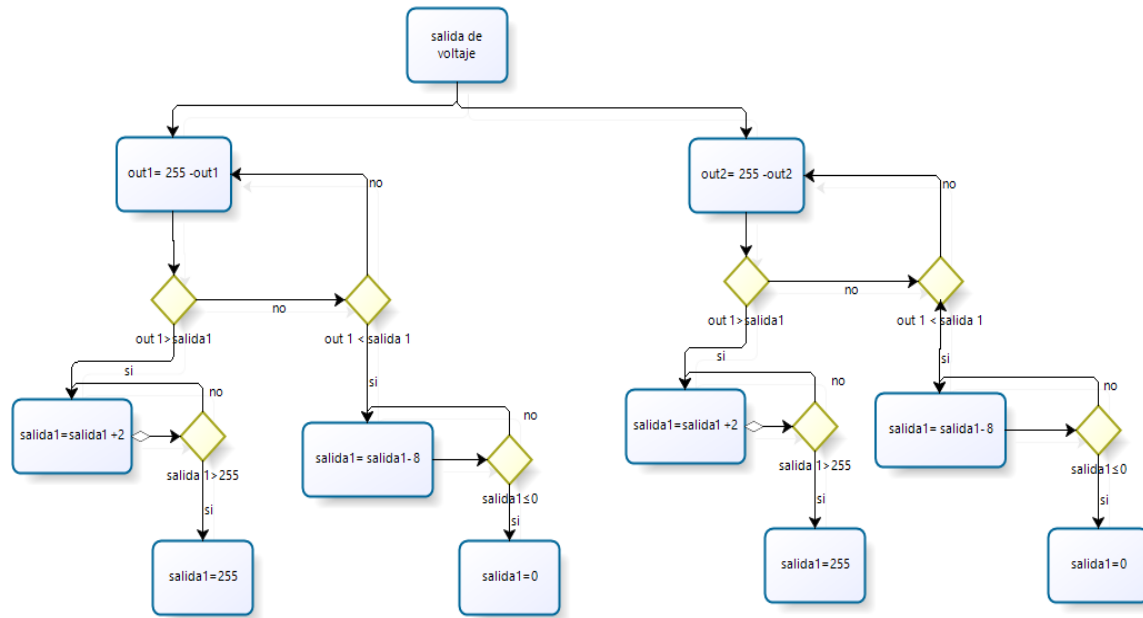 salida de
voltaje
out1= 255 -out1
no
no
out 1>salida1
out 1 < salida 1
si
si
no
no
salida1=salida1 +2
salida1= salida1- 8
salida 1>255
salida1≤0
si
si
salida1=255
salida1=0
out2= 255 -out2
no
no
out 1>salida1
out 1 < salida 1
si
si
no
no
salida1=salida1 +2
salida1= salida1- 8
salida 1>255
salida1≤0
si
si
salida1=255
salida1=0